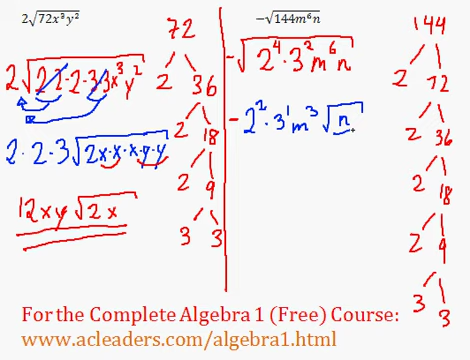 2√72x³y²
2√2·2·2·3·3x³y²
2·2·3√2x·x·x·y·y
12xy√2x
72
2 36
2 18
2 9
3 3
-√144m⁶n
-√2⁴·3²m⁶n
-2²·3¹m³√n
144
2 72
2 36
2 18
2 9
3 3
For the Complete Algebra 1 (Free) Course:
www.acleaders.com/algebra1.html